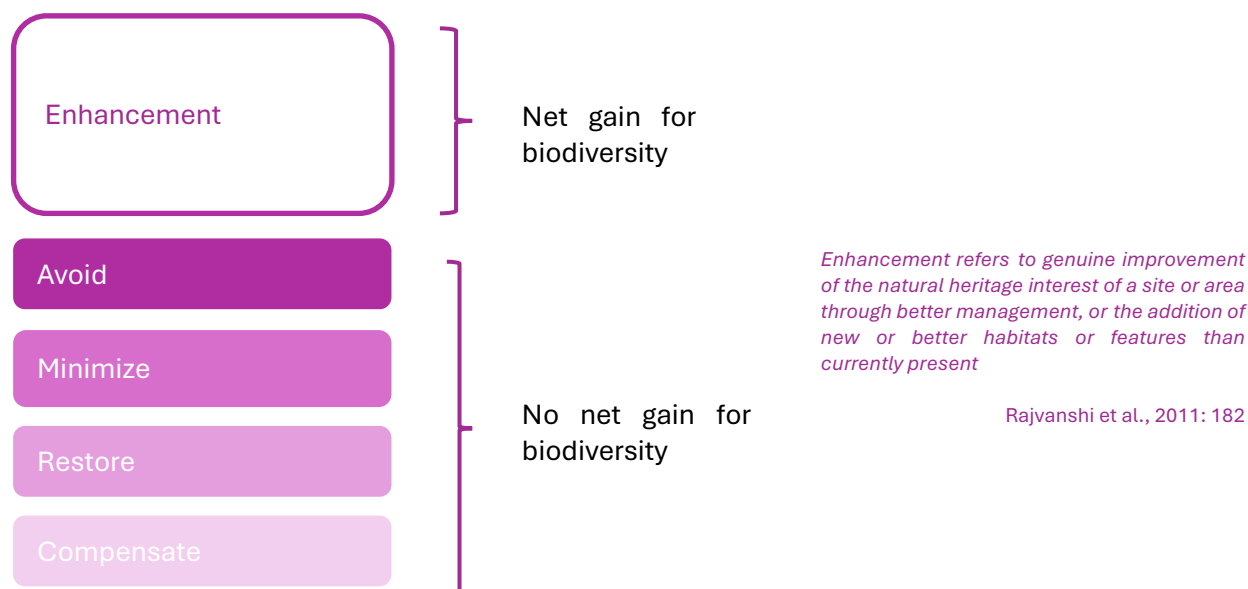 Enhancement
Net gain for
biodiversity
Avoid
Minimize
Restore
Compensate
No net gain for
biodiversity
Enhancement refers to genuine improvement
of the natural heritage interest of a site or area
through better management, or the addition of
new or better habitats or features than
currently present
Rajvanshi et al., 2011: 182